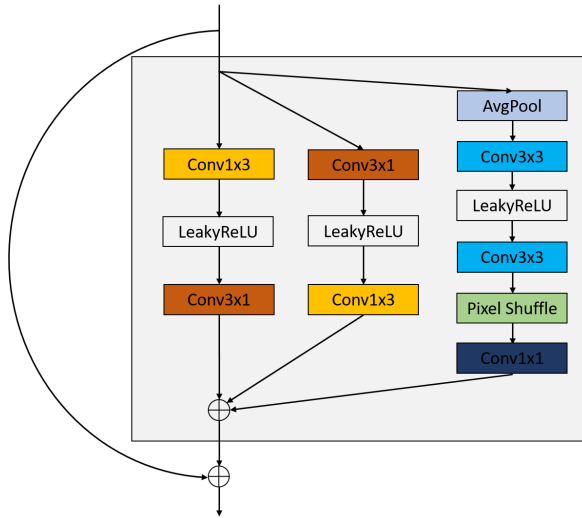 AvgPool
Conv1x3
Conv3x1
Conv3x3
LeakyReLU
LeakyReLU
LeakyReLU
Conv3x3
Conv3x1
Conv1x3
Pixel Shuffle
Conv1x1